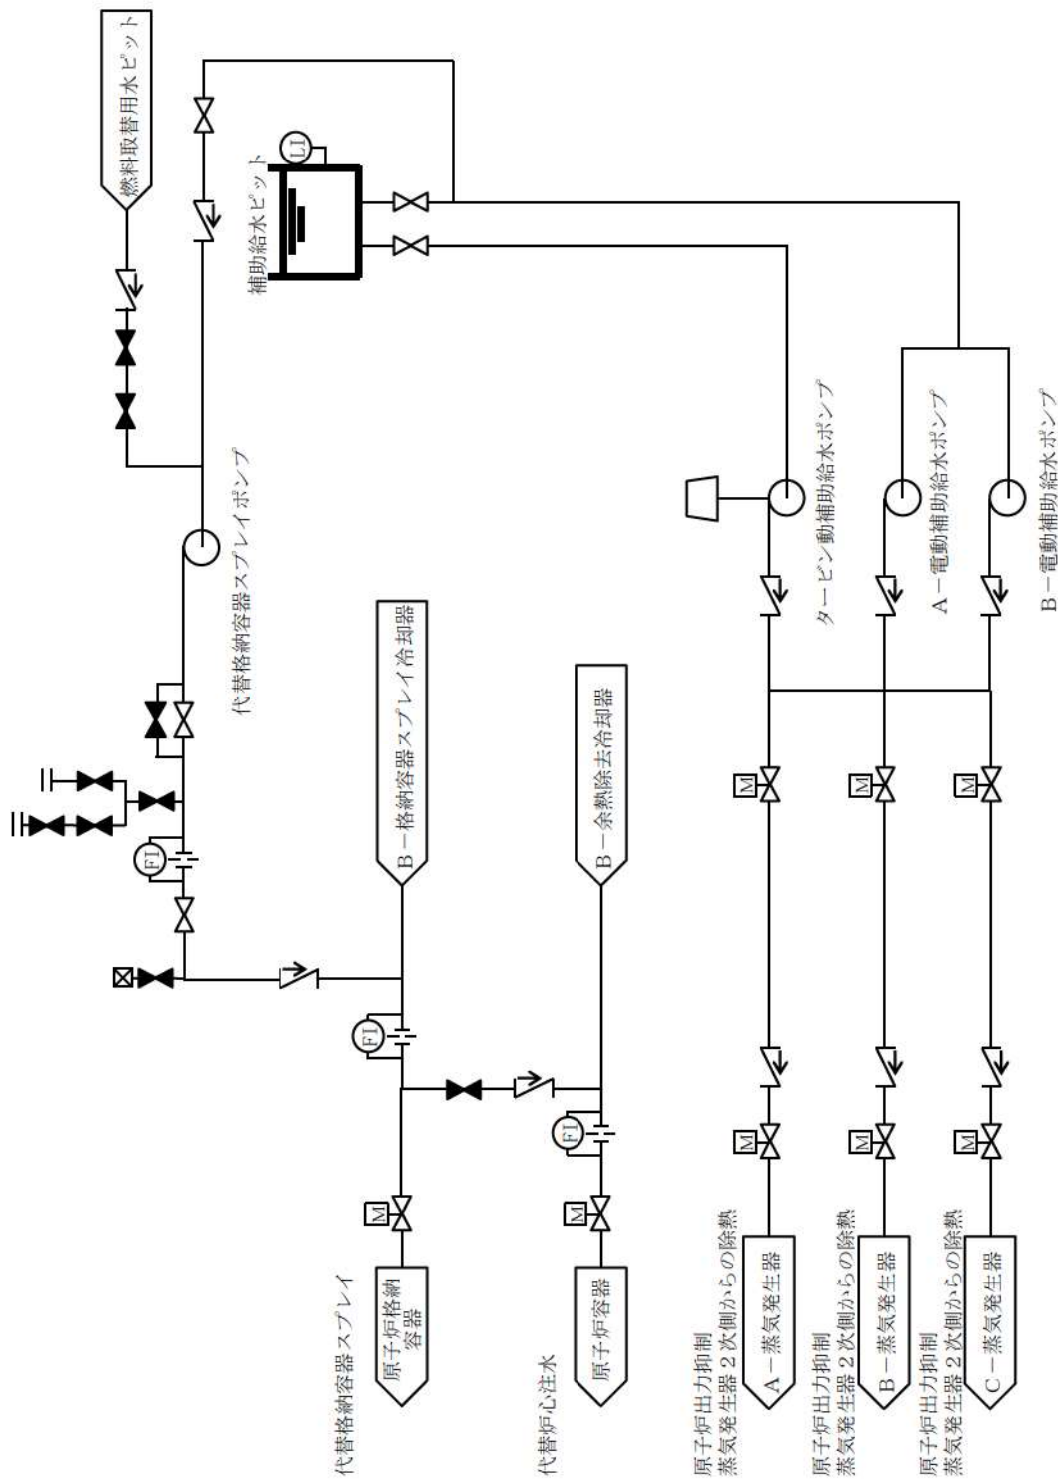 燃料取替用水ピット
補助給水ピット
LI
代替格納容器スプレイポンプ
FI
B－格納容器スプレイ冷却器
FI
B－余熱除去冷却器
FI
M
M
代替格納容器スプレイ
原子炉格納
容器
代替炉心注水
原子炉容器
タービン動補助給水ポンプ
A－電動補助給水ポンプ
B－電動補助給水ポンプ
M
M
M
M
M
M
原子炉出力抑制
蒸気発生器２次側からの除熱
A－蒸気発生器
原子炉出力抑制
蒸気発生器２次側からの除熱
B－蒸気発生器
原子炉出力抑制
蒸気発生器２次側からの除熱
C－蒸気発生器